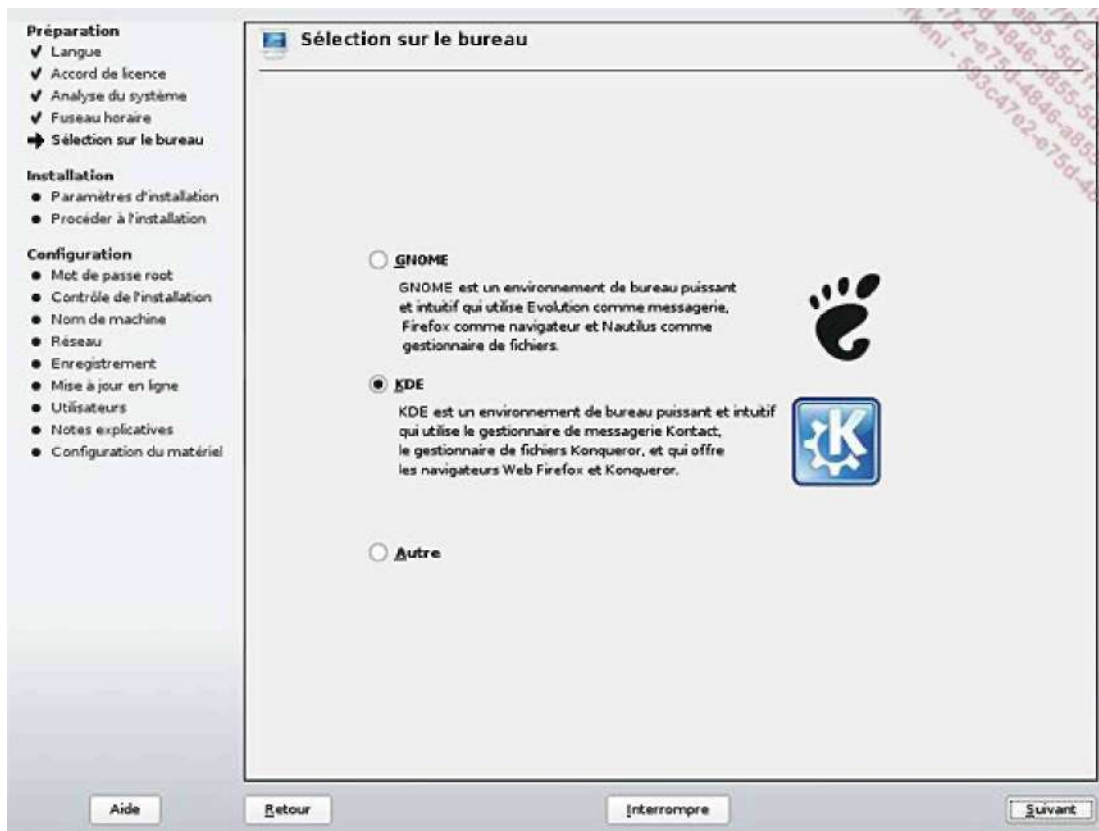 Préparation
Langue
Accord de licence
Analyse du système
Fuseau horaire
Sélection sur le bureau
Installation
Paramètres d'installation
Procéder à l'installation
Configuration
Mot de passe root
Contrôle de l'installation
Nom de machine
Réseau
Enregistrement
Mise à jour en ligne
Utilisateurs
Notes explicatives
Configuration du matériel
Sélection sur le bureau
GNOME
GNOME est un environnement de bureau puissant
et intuitif qui utilise Evolution comme messagerie,
Firefox comme navigateur et Nautilus comme
gestionnaire de fichiers.
KDE
KDE est un environnement de bureau puissant et intuitif
qui utilise le gestionnaire de messagerie Kontact,
le gestionnaire de fichiers Konqueror, et qui offre
les navigateurs Web Firefox et Konqueror.
K
Autre
Aide
Retour
Interrompre
Suivant